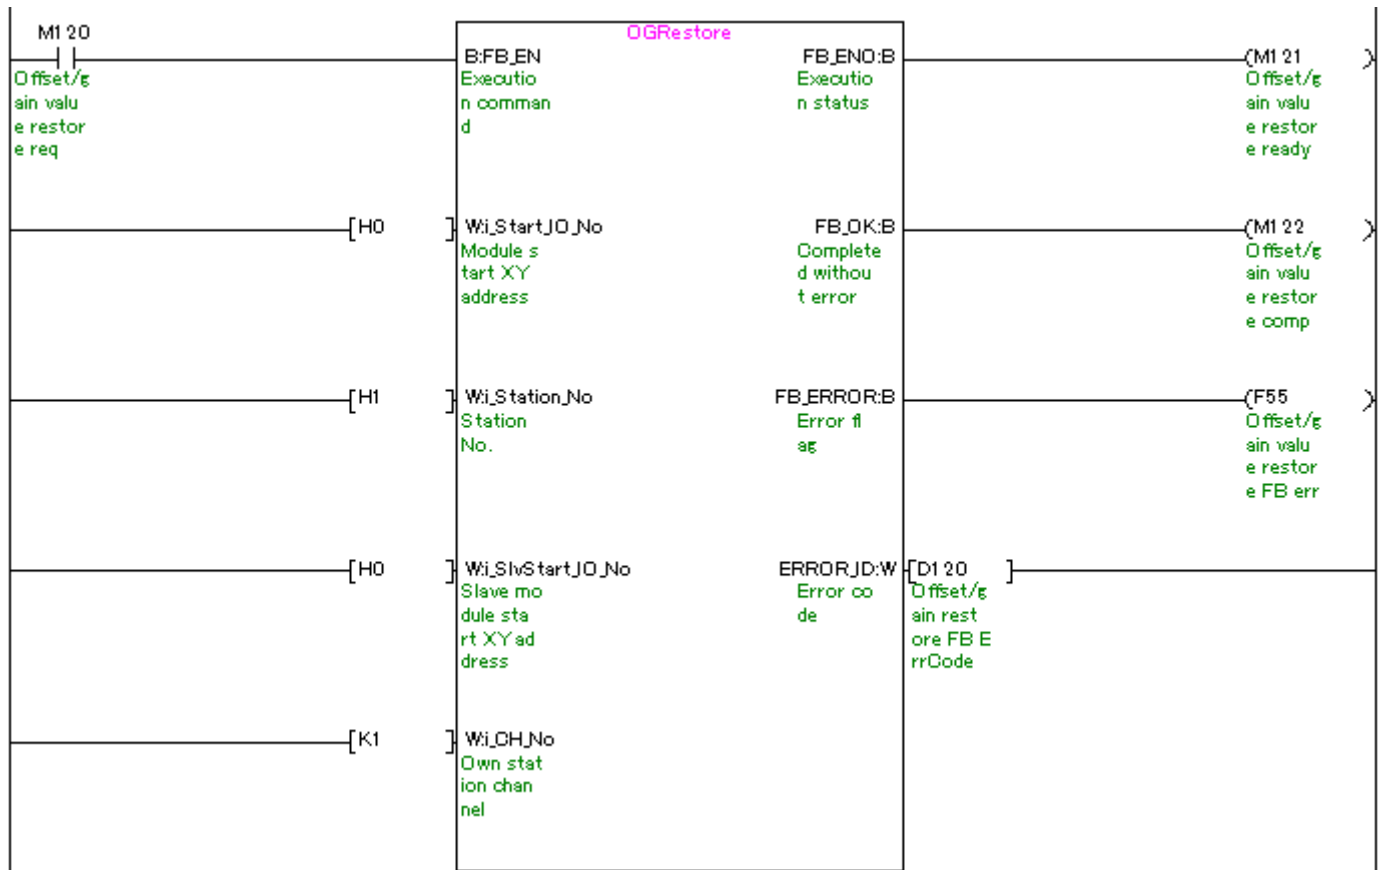 M120
OGRestore
B:FB_EN
FB_ENO:B
(M121 )
Offset/g
ain valu
e restor
e req
Executio
n comman
d
Executio
n status
Offset/g
ain valu
e restor
e ready
[H0 ]
W:i_Start_IO_No
FB_OK:B
(M122 )
Module s
tart XY
address
Complete
d withou
t error
Offset/g
ain valu
e restor
e comp
[H1 ]
W:i_Station_No
FB_ERROR:B
(F55 )
Station
No.
Error fl
ag
Offset/g
ain valu
e restor
e FB err
[H0 ]
W:i_SlvStart_IO_No
ERROR_ID:W
[D120 ]
Slave mo
dule sta
rt XY ad
dress
Error co
de
Offset/g
ain rest
ore FB E
rrCode
[K1 ]
W:i_CH_No
Own stat
ion chan
nel